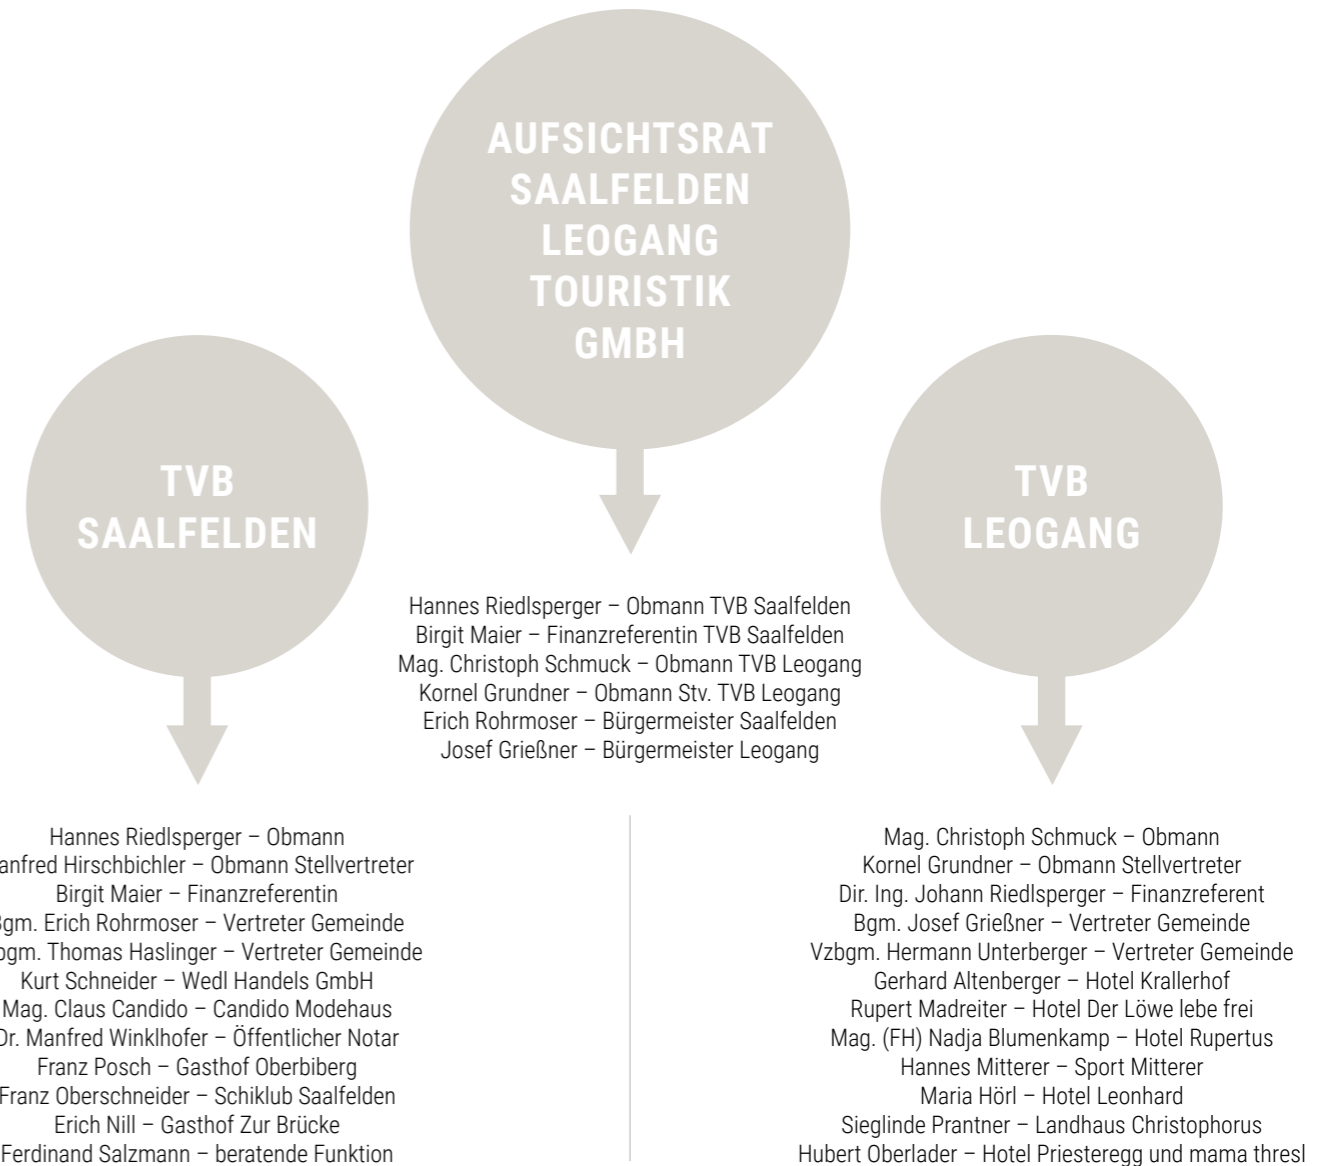 AUFSICHTSRAT
SAALFELDEN
LEOGANG
TOURISTIK
GMBH
Hannes Riedlsperger – Obmann TVB Saalfelden
Birgit Maier – Finanzreferentin TVB Saalfelden
Mag. Christoph Schmuck – Obmann TVB Leogang
Kornel Grundner – Obmann Stv. TVB Leogang
Erich Rohrmoser – Bürgermeister Saalfelden
Josef Grießner – Bürgermeister Leogang
TVB
SAALFELDEN
Hannes Riedlsperger – Obmann
Hirschbichler – Obmann Stellvertreter
Birgit Maier – Finanzreferentin
Erich Rohrmoser – Vertreter Gemeinde
Thomas Haslinger – Vertreter Gemeinde
Kurt Schneider – Wedl Handels GmbH
Mag. Claus Candido – Candido Modehaus
Dr. Manfred Winklhofer – Öffentlicher Notar
Franz Posch – Gasthof Oberbiberg
Franz Oberschneider – Schiklub Saalfelden
Erich Nill – Gasthof Zur Brücke
Ferdinand Salzmann – beratende Funktion
TVB
LEOGANG
Mag. Christoph Schmuck – Obmann
Kornel Grundner – Obmann Stellvertreter
Dir. Ing. Johann Riedlsperger – Finanzreferent
Bgm. Josef Grießner – Vertreter Gemeinde
Vzbgm. Hermann Unterberger – Vertreter Gemeinde
Gerhard Altenberger – Hotel Krallerhof
Rupert Madreiter – Hotel Der Löwe lebe frei
Mag. (FH) Nadja Blumenkamp – Hotel Rupertus
Hannes Mitterer – Sport Mitterer
Maria Hörl – Hotel Leonhard
Sieglinde Prantner – Landhaus Christophorus
Hubert Oberlader – Hotel Priesteregg und mama thresl